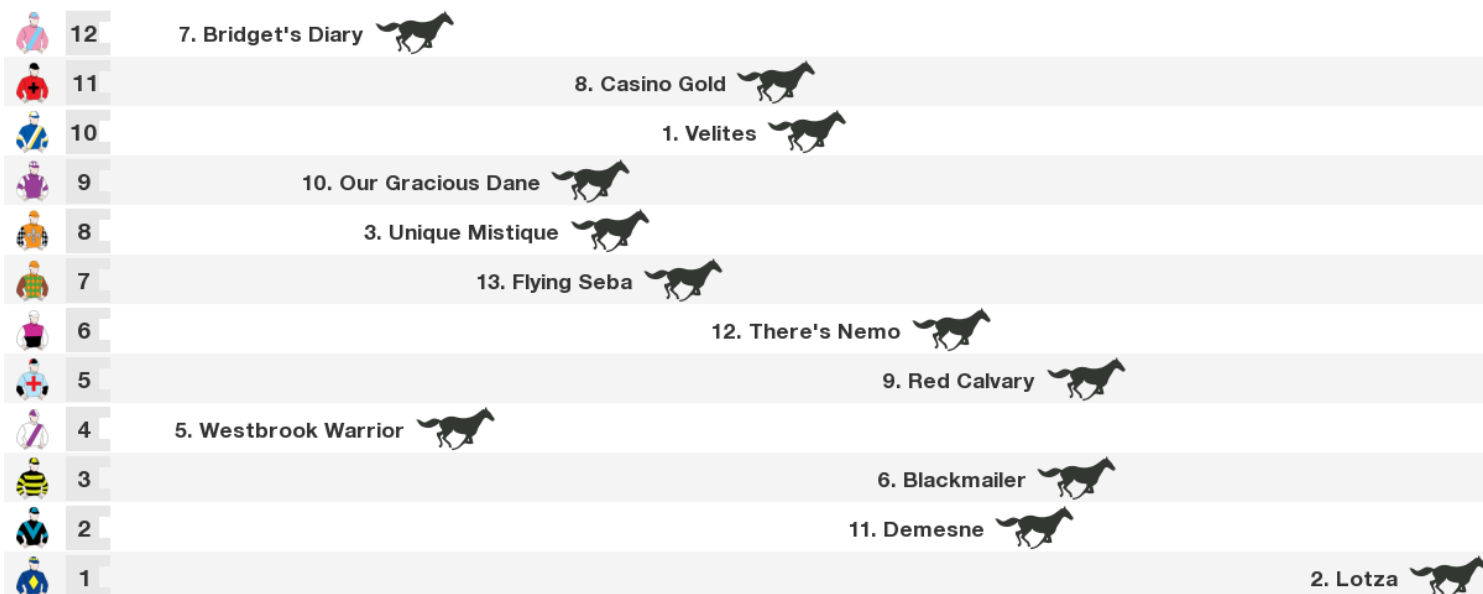 12 7. Bridget's Diary
11 8. Casino Gold
10 1. Velites
9 10. Our Gracious Dane
8 3. Unique Mistique
7 13. Flying Seba
6 12. There's Nemo
5 9. Red Calvary
4 5. Westbrook Warrior
3 6. Blackmailer
2 11. Demesne
1 2. Lotza